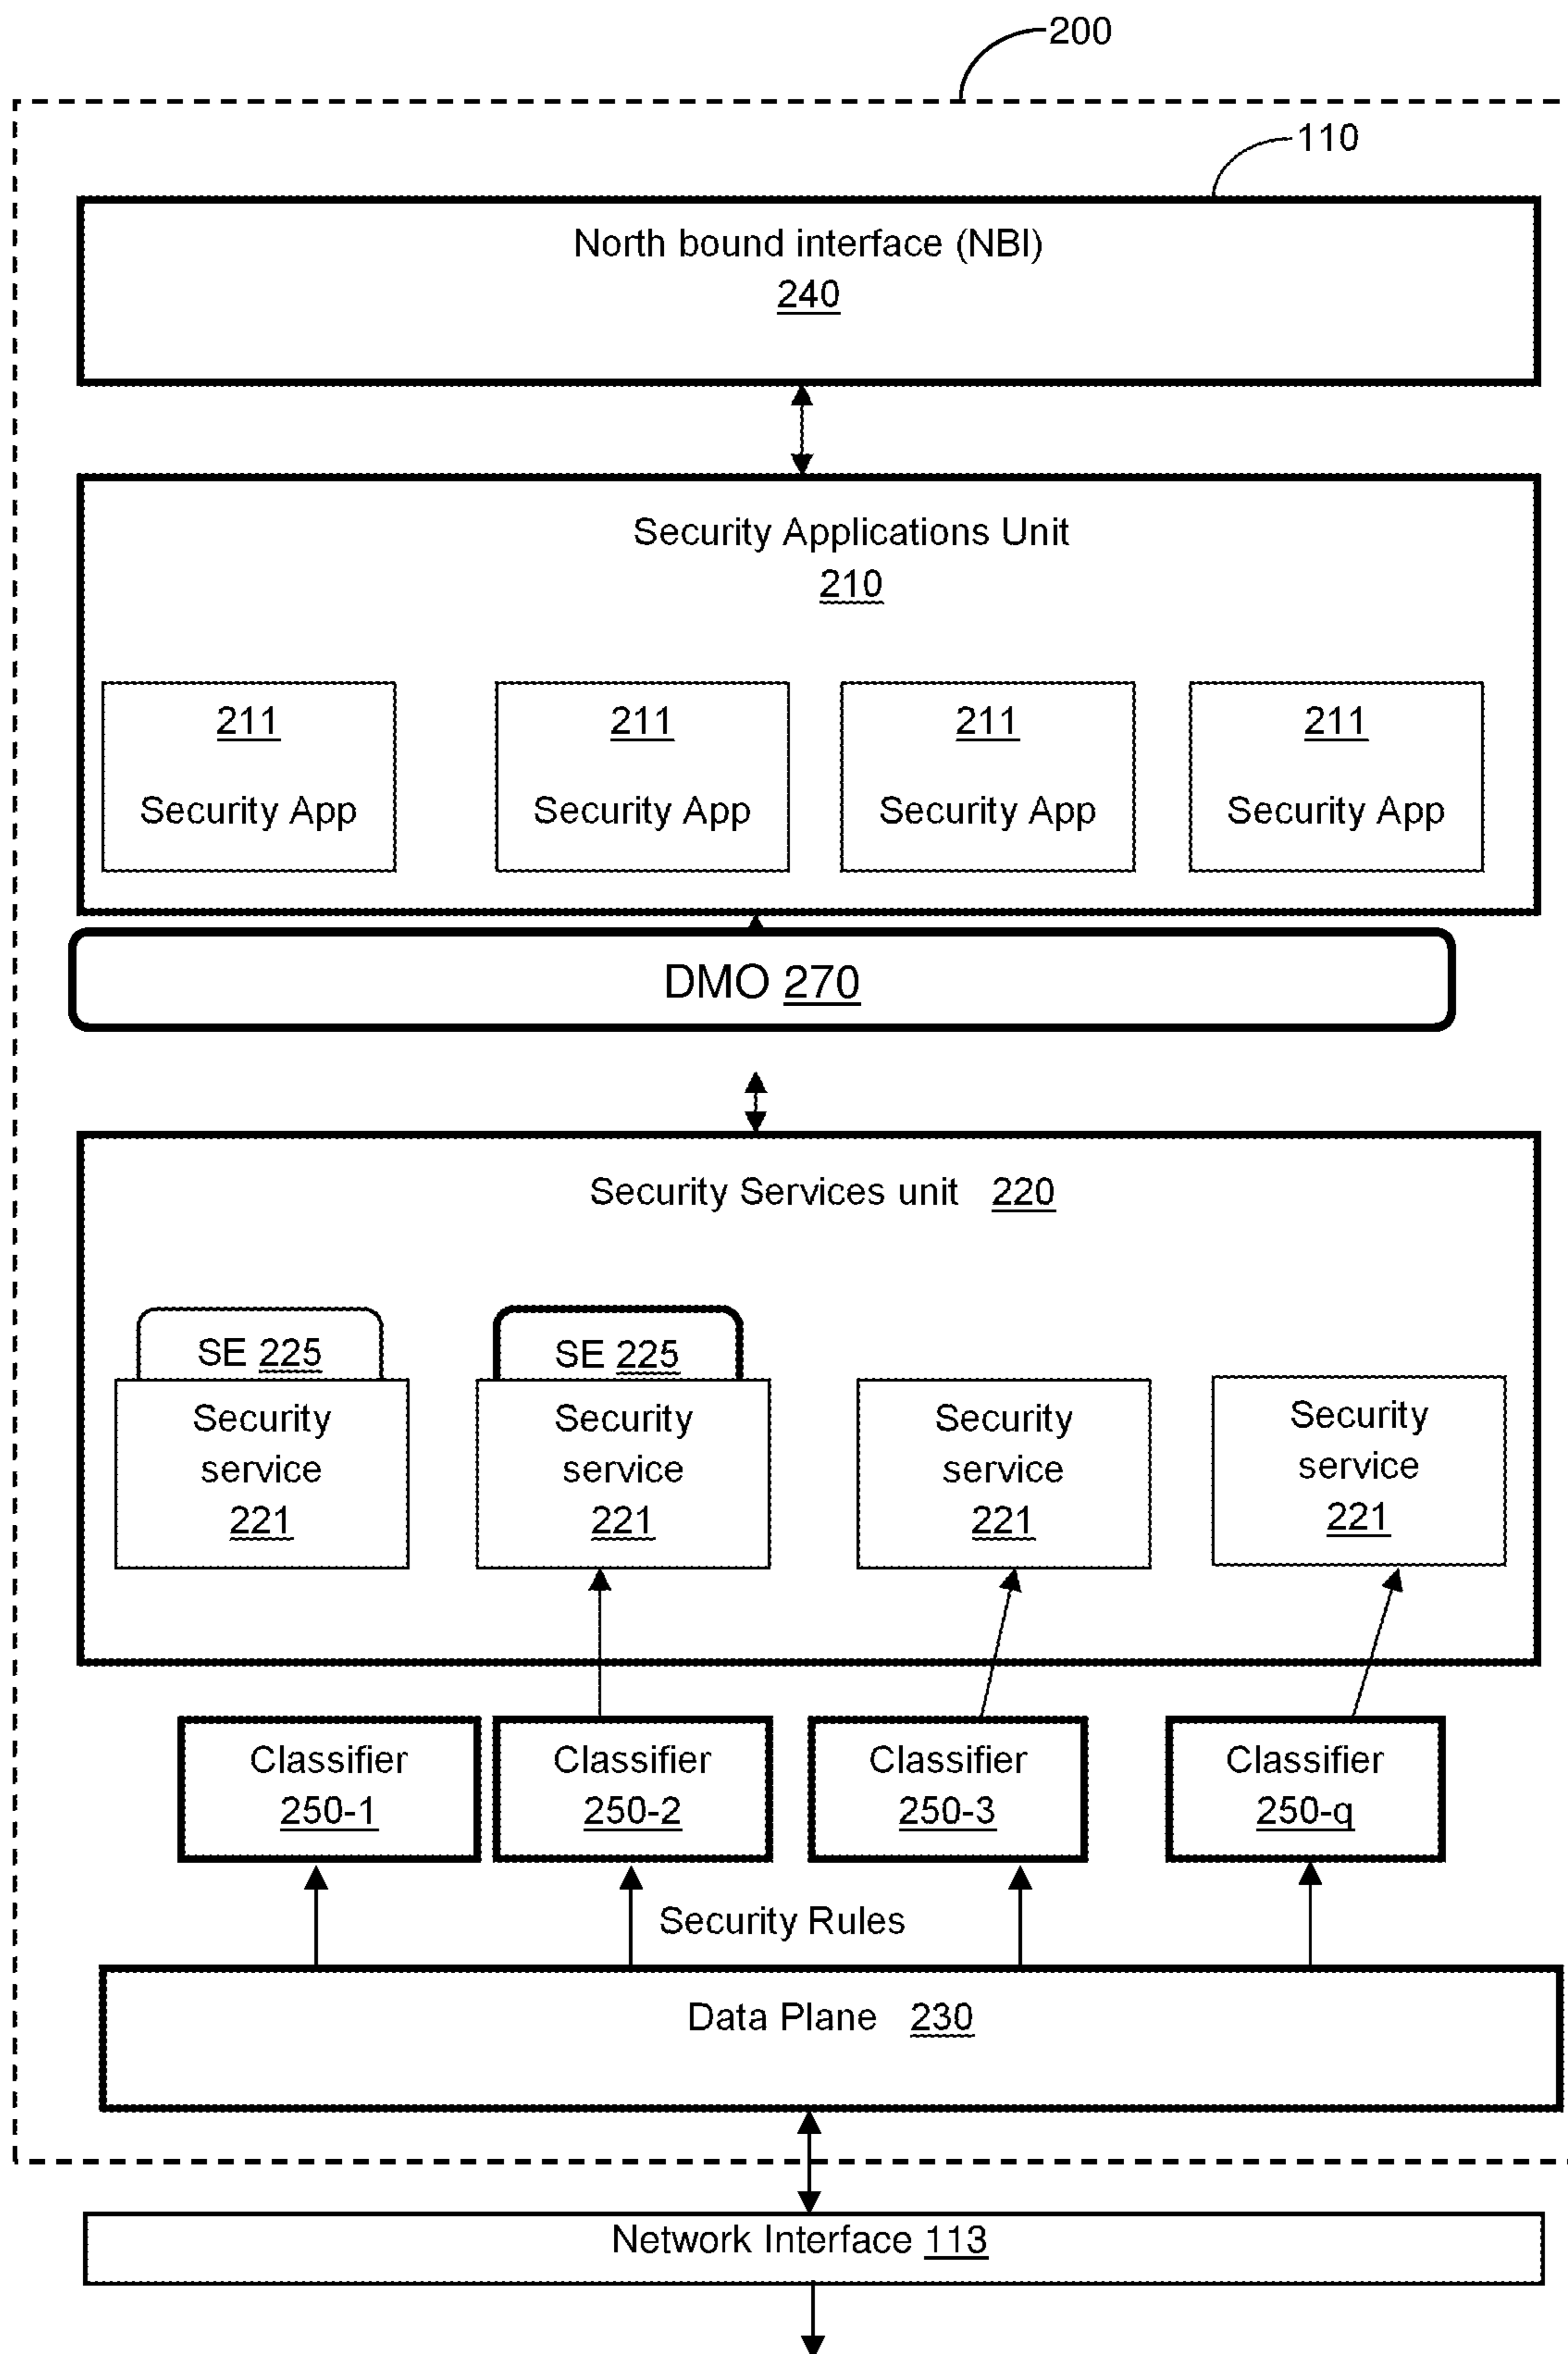 200
110
North bound interface (NBI)
240
Security Applications Unit
210
211
Security App
211
Security App
211
Security App
211
Security App
DMO 270
Security Services unit 220
SE 225
Security
service
221
SE 225
Security
service
221
Security
service
221
Security
service
221
Classifier
250-1
Classifier
250-2
Classifier
250-3
Classifier
250-q
Security Rules
Data Plane 230
Network Interface 113